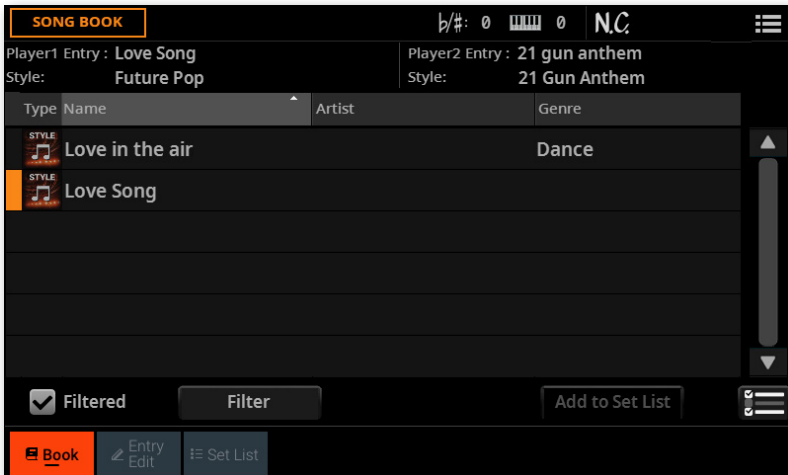 SONG BOOK
b/#: 0 0 N.C.
Player1 Entry : Love Song
Player2 Entry : 21 gun anthem
Style: Future Pop
Style: 21 Gun Anthem
Type Name Artist Genre
STYLE Love in the air Dance
STYLE Love Song
Filtered Filter Add to Set List
Book Entry Edit Set List